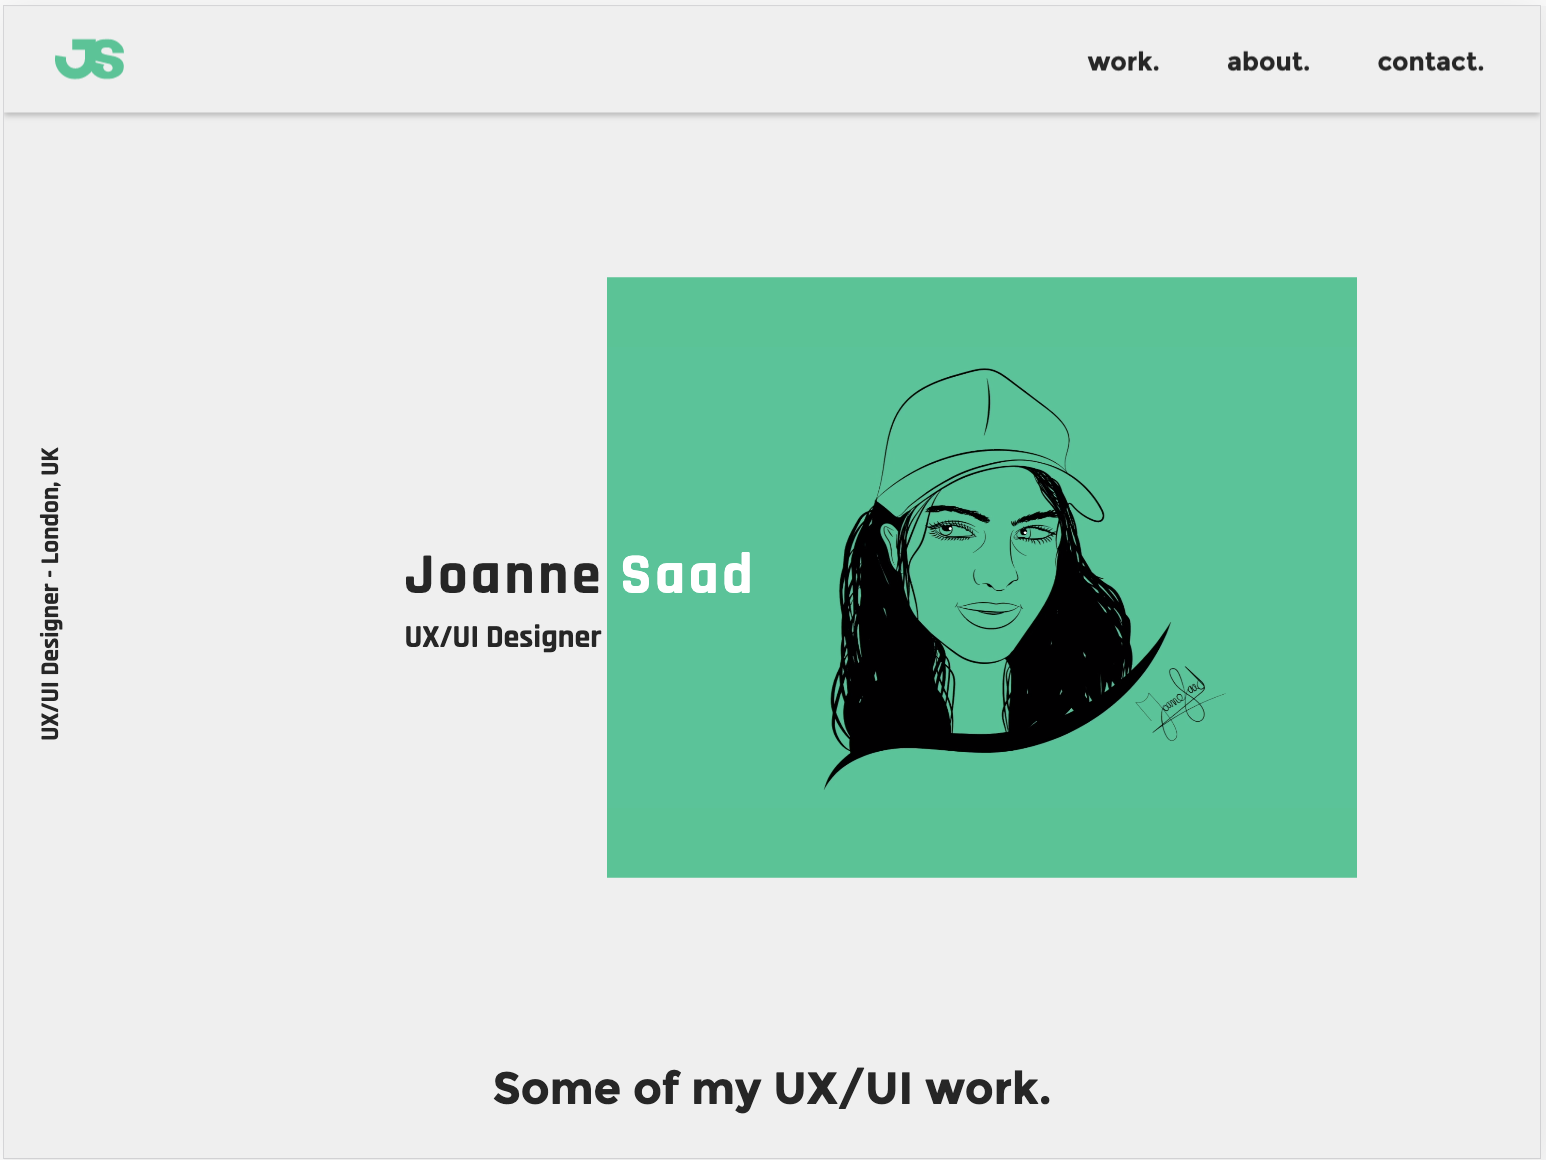 JS
work. about. contact.
UX/UI Designer - London, UK
Joanne Saad
UX/UI Designer
Joanne Saad
Some of my UX/UI work.